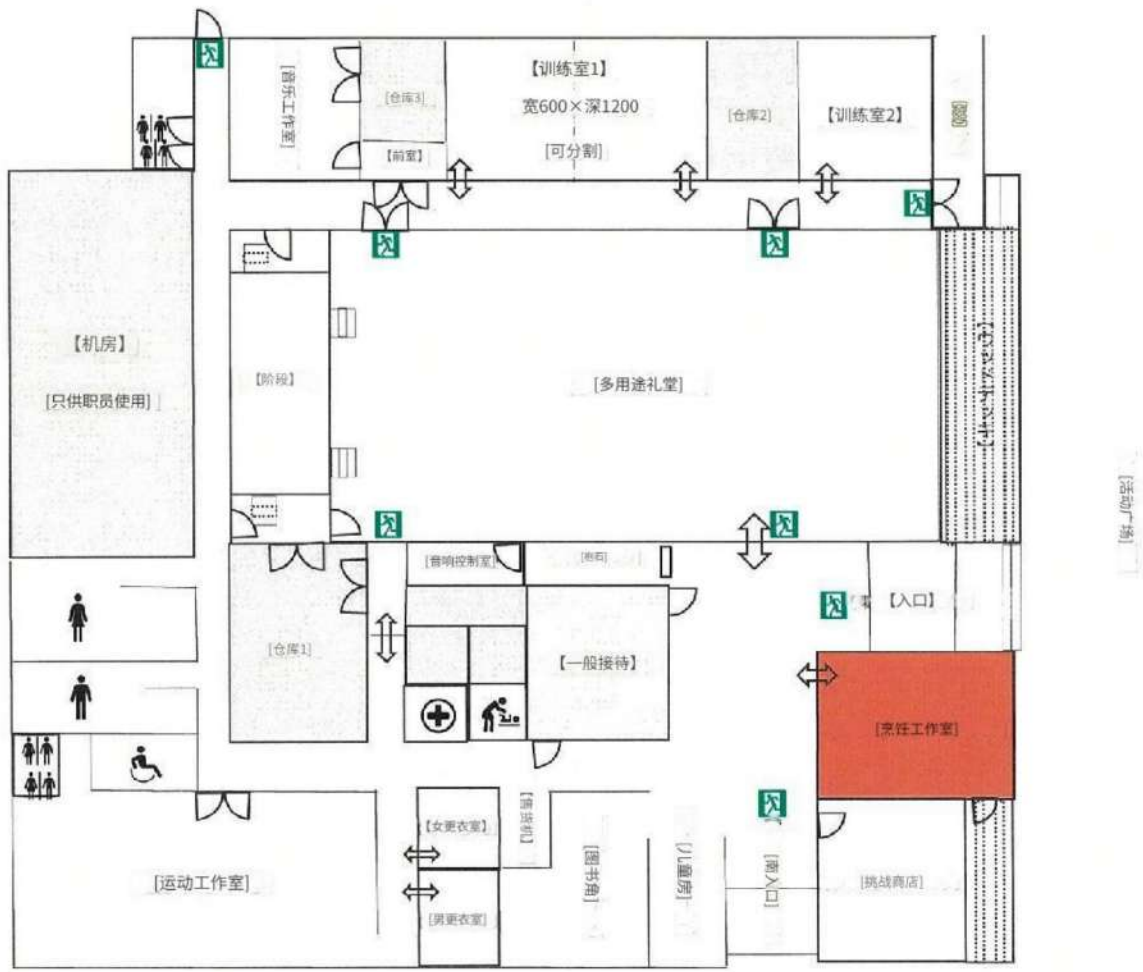 [音乐工作室]
[仓库3]
【前室】
【训练室1】
宽600×深1200
[可分割]
[仓库2]
【训练室2】
【机房】
[只供职员使用]
【阶段】
[多用途礼堂]
[活动广场]
[音响控制室]
[仓库1]
【一般接待】
【入口】
[烹饪工作室]
【女更衣室】
【售货机】
[图书角]
[儿童房]
[南入口]
[挑战商店]
[运动工作室]
[男更衣室]